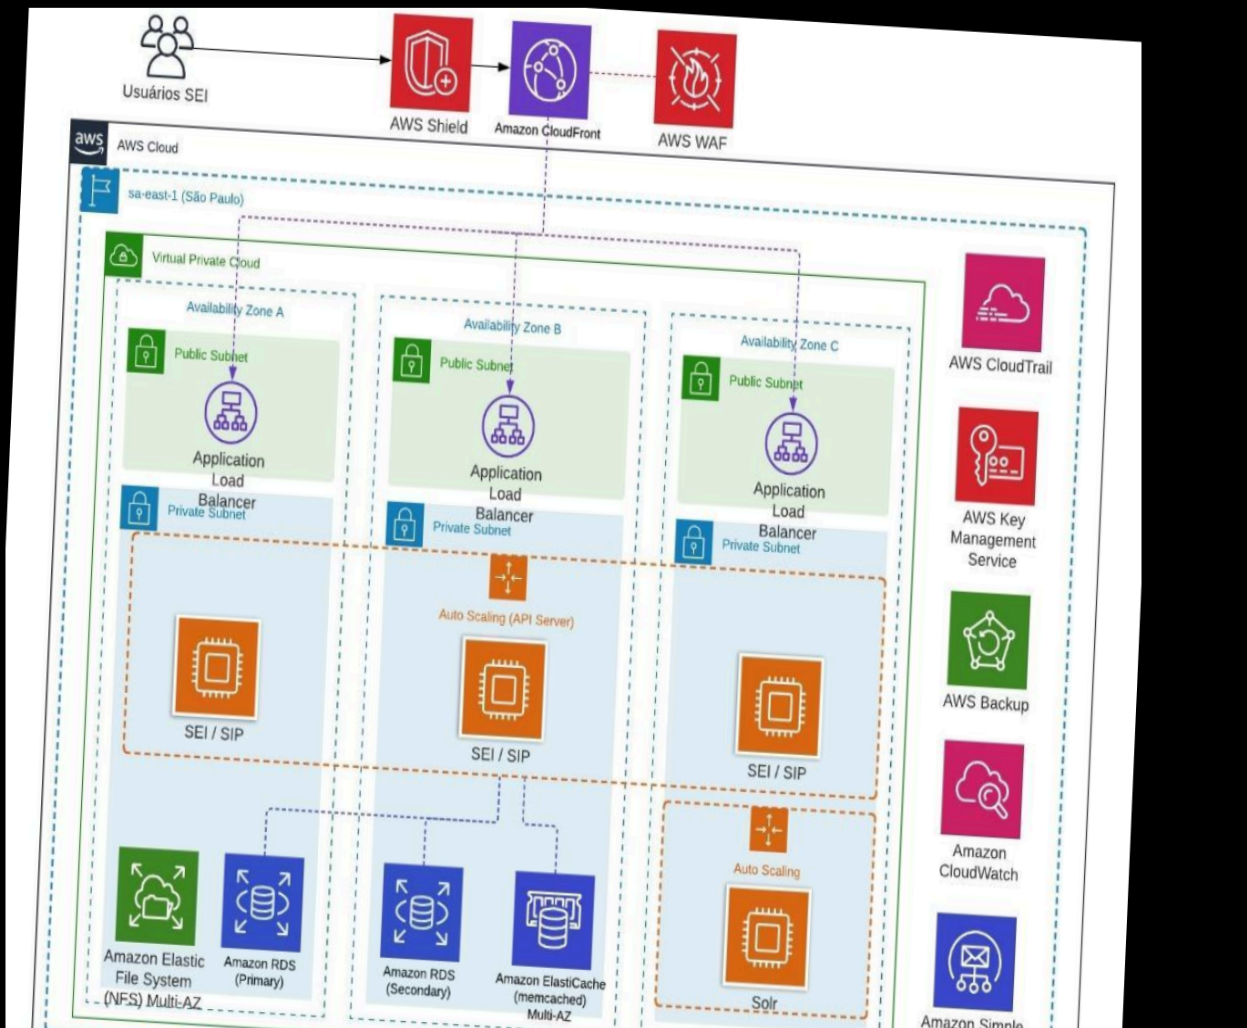 Usuários SEI
AWS Shield
Amazon CloudFront
AWS WAF
aws
AWS Cloud
sa-east-1 (São Paulo)
Virtual Private Cloud
Availability Zone A
Availability Zone B
Availability Zone C
Public Subnet
Public Subnet
Public Subnet
Application
Load
Balancer
Application
Load
Balancer
Application
Load
Balancer
Private Subnet
Private Subnet
Private Subnet
Auto Scaling (API Server)
SEI / SIP
SEI / SIP
SEI / SIP
Auto Scaling
Solr
Amazon Elastic
File System
(NFS) Multi-AZ
Amazon RDS
(Primary)
Amazon RDS
(Secondary)
Amazon ElastiCache
(memcached)
Multi-AZ
AWS CloudTrail
AWS Key
Management
Service
AWS Backup
Amazon
CloudWatch
Amazon Simple